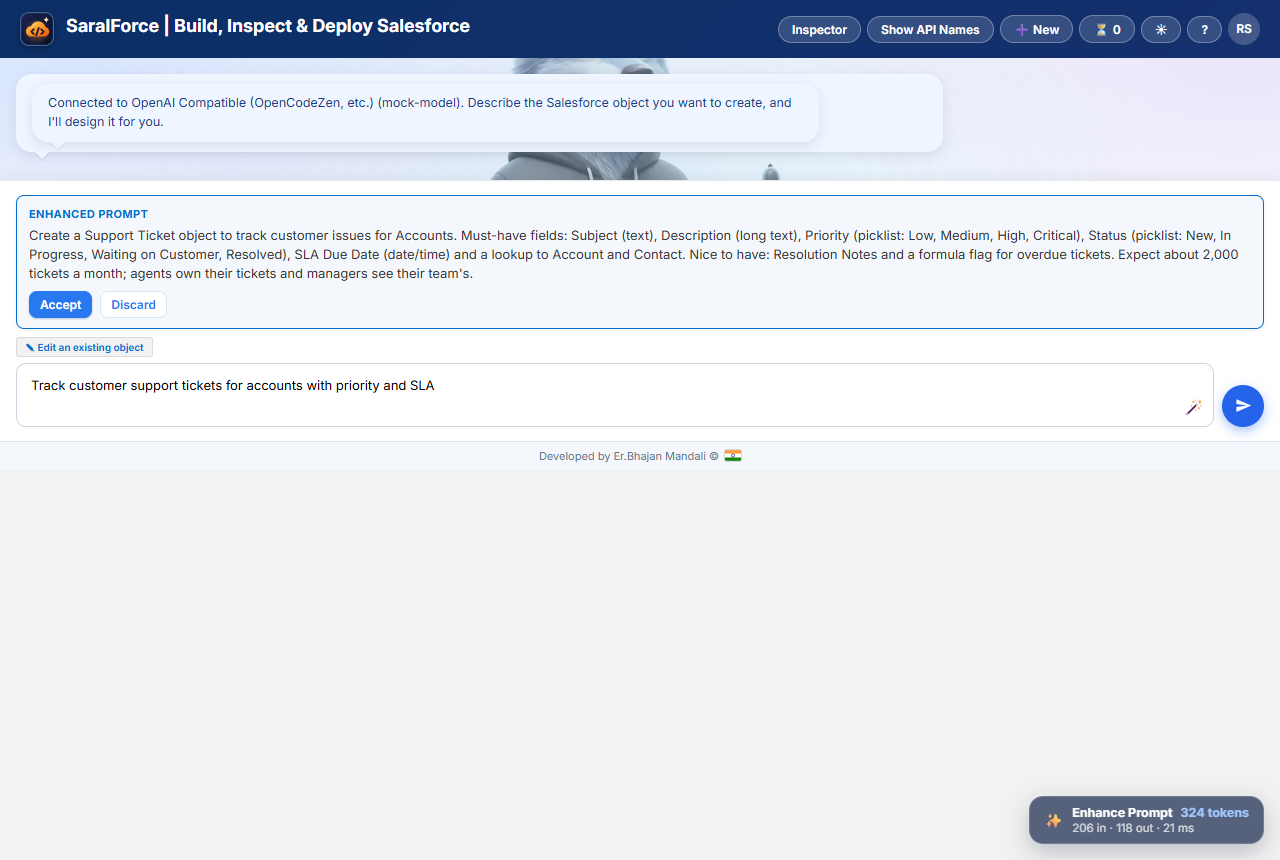 SaralForce | Build, Inspect & Deploy Salesforce
Inspector
Show API Names
+ New
⌛ 0
?
RS
Connected to OpenAI Compatible (OpenCodeZen, etc.) (mock-model). Describe the Salesforce object you want to create, and
I'll design it for you.
ENHANCED PROMPT
Create a Support Ticket object to track customer issues for Accounts. Must-have fields: Subject (text), Description (long text), Priority (picklist: Low, Medium, High, Critical), Status (picklist: New, In
Progress, Waiting on Customer, Resolved), SLA Due Date (date/time) and a lookup to Account and Contact. Nice to have: Resolution Notes and a formula flag for overdue tickets. Expect about 2,000
tickets a month; agents own their tickets and managers see their team's.
Accept
Discard
✎ Edit an existing object
Track customer support tickets for accounts with priority and SLA
Developed by Er.Bhajan Mandali © 🇮🇳
Enhance Prompt 324 tokens
206 in · 118 out · 21 ms